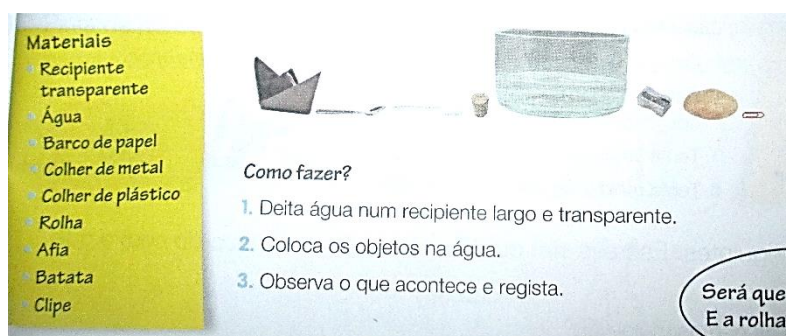 Materiais
Recipiente
transparente
Água
Barco de papel
Colher de metal
Colher de plástico
Rolha
Afia
Batata
Clipe
Como fazer?
1. Deita água num recipiente largo e transparente.
2. Coloca os objetos na água.
3. Observa o que acontece e regista.
Será que
E a rolha